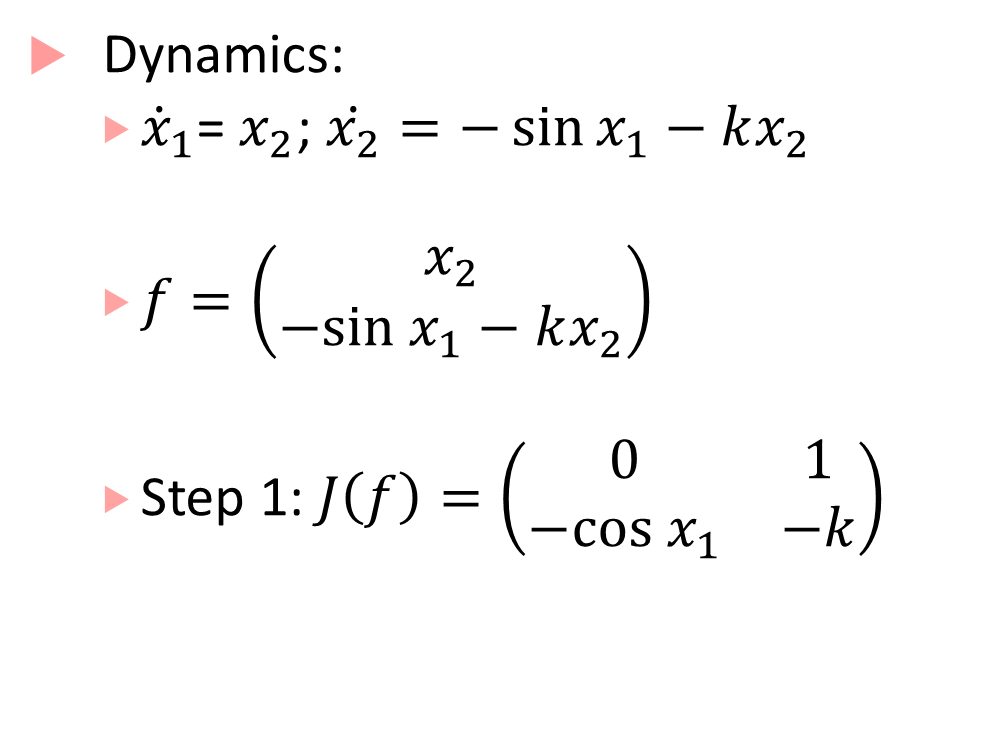 Dynamics:
ẋ₁= x₂; ẋ₂ = − sin x₁ − kx₂
f = ( x₂
−sin x₁ − kx₂ )
Step 1: J(f) = ( 0 1
−cos x₁ −k )